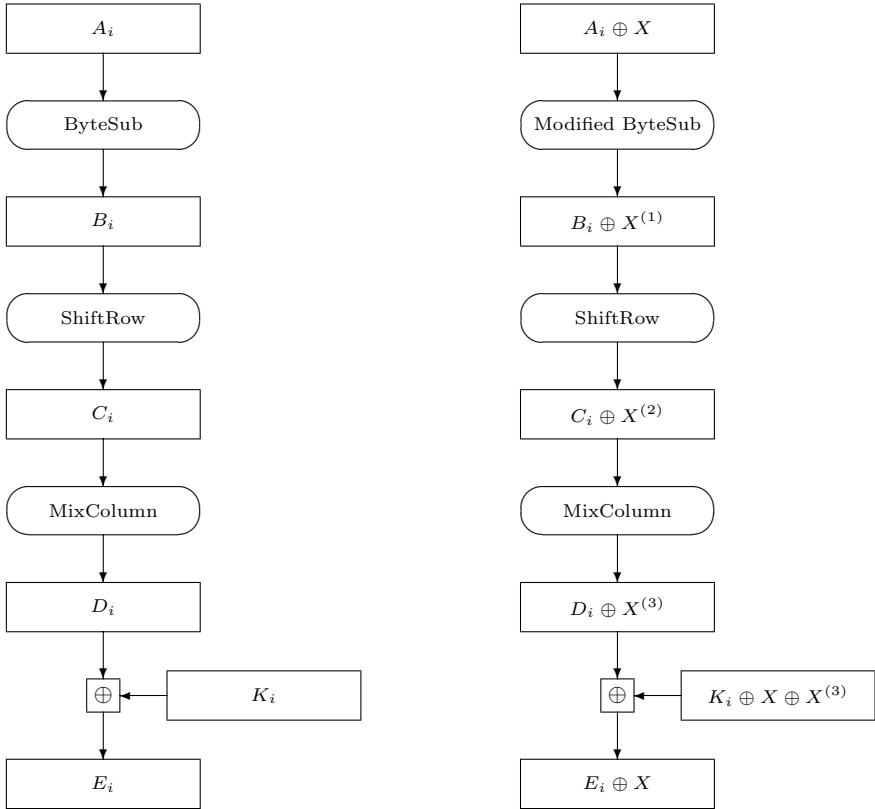 A_i
ByteSub
B_i
ShiftRow
C_i
MixColumn
D_i
⊕
K_i
E_i
A_i ⊕ X
Modified ByteSub
B_i ⊕ X^(1)
ShiftRow
C_i ⊕ X^(2)
MixColumn
D_i ⊕ X^(3)
⊕
K_i ⊕ X ⊕ X^(3)
E_i ⊕ X